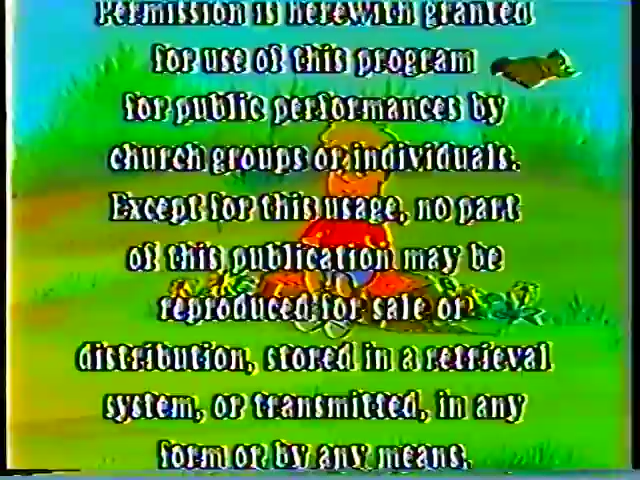 Permission is herewith granted
for use of this program
for public performances by
church groups or individuals.
Except for this usage, no part
of this publication may be
reproduced for sale or
distribution, stored in a retrieval
system, or transmitted, in any
form or by any means.